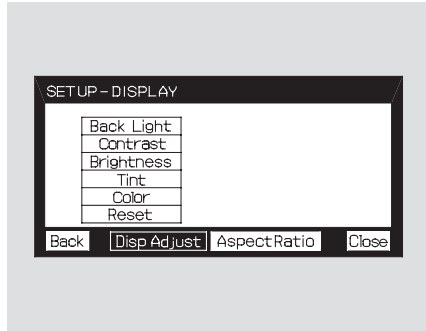 SETUP–DISPLAY
Back Light
Contrast
Brightness
Tint
Color
Reset
Back Disp Adjust AspectRatio Close